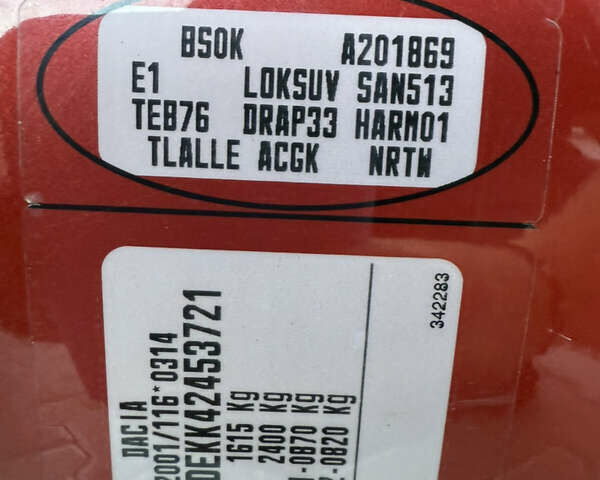 BSOK A201869
E1 LOKSUV SAN513
TEB76 DRAP33 HARM01
TLALLE ACGK NRTW
DACIA
2001/116*0314
DEKK42453721
1615 Kg
2400 Kg
-0870 Kg
-0820 Kg
342283